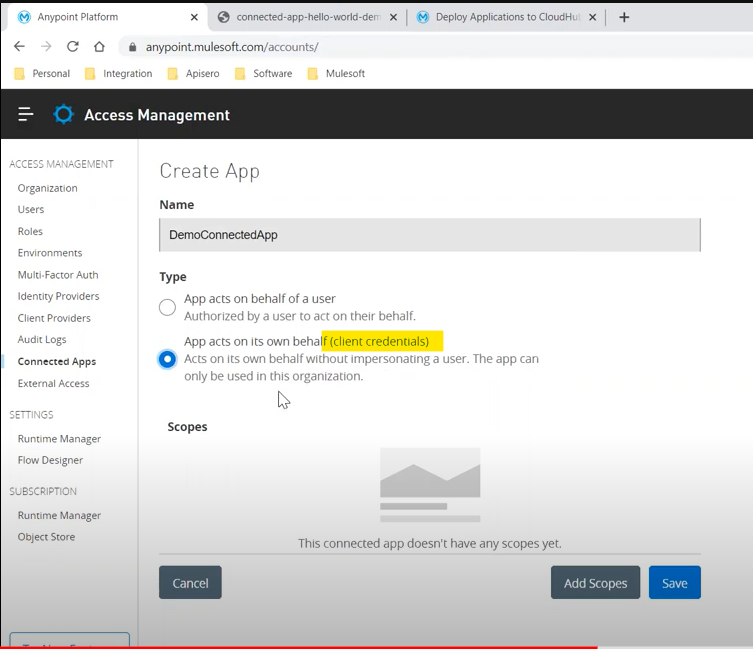 Anypoint Platform
connected-app-hello-world-dem
Deploy Applications to CloudHu
anypoint.mulesoft.com/accounts/
Personal
Integration
Apisero
Software
Mulesoft
Access Management
ACCESS MANAGEMENT
Organization
Users
Roles
Environments
Multi-Factor Auth
Identity Providers
Client Providers
Audit Logs
Connected Apps
External Access
SETTINGS
Runtime Manager
Flow Designer
SUBSCRIPTION
Runtime Manager
Object Store
Create App
Name
DemoConnectedApp
Type
App acts on behalf of a user
Authorized by a user to act on their behalf.
App acts on its own behalf (client credentials)
Acts on its own behalf without impersonating a user. The app can
only be used in this organization.
Scopes
This connected app doesn't have any scopes yet.
Cancel
Add Scopes
Save